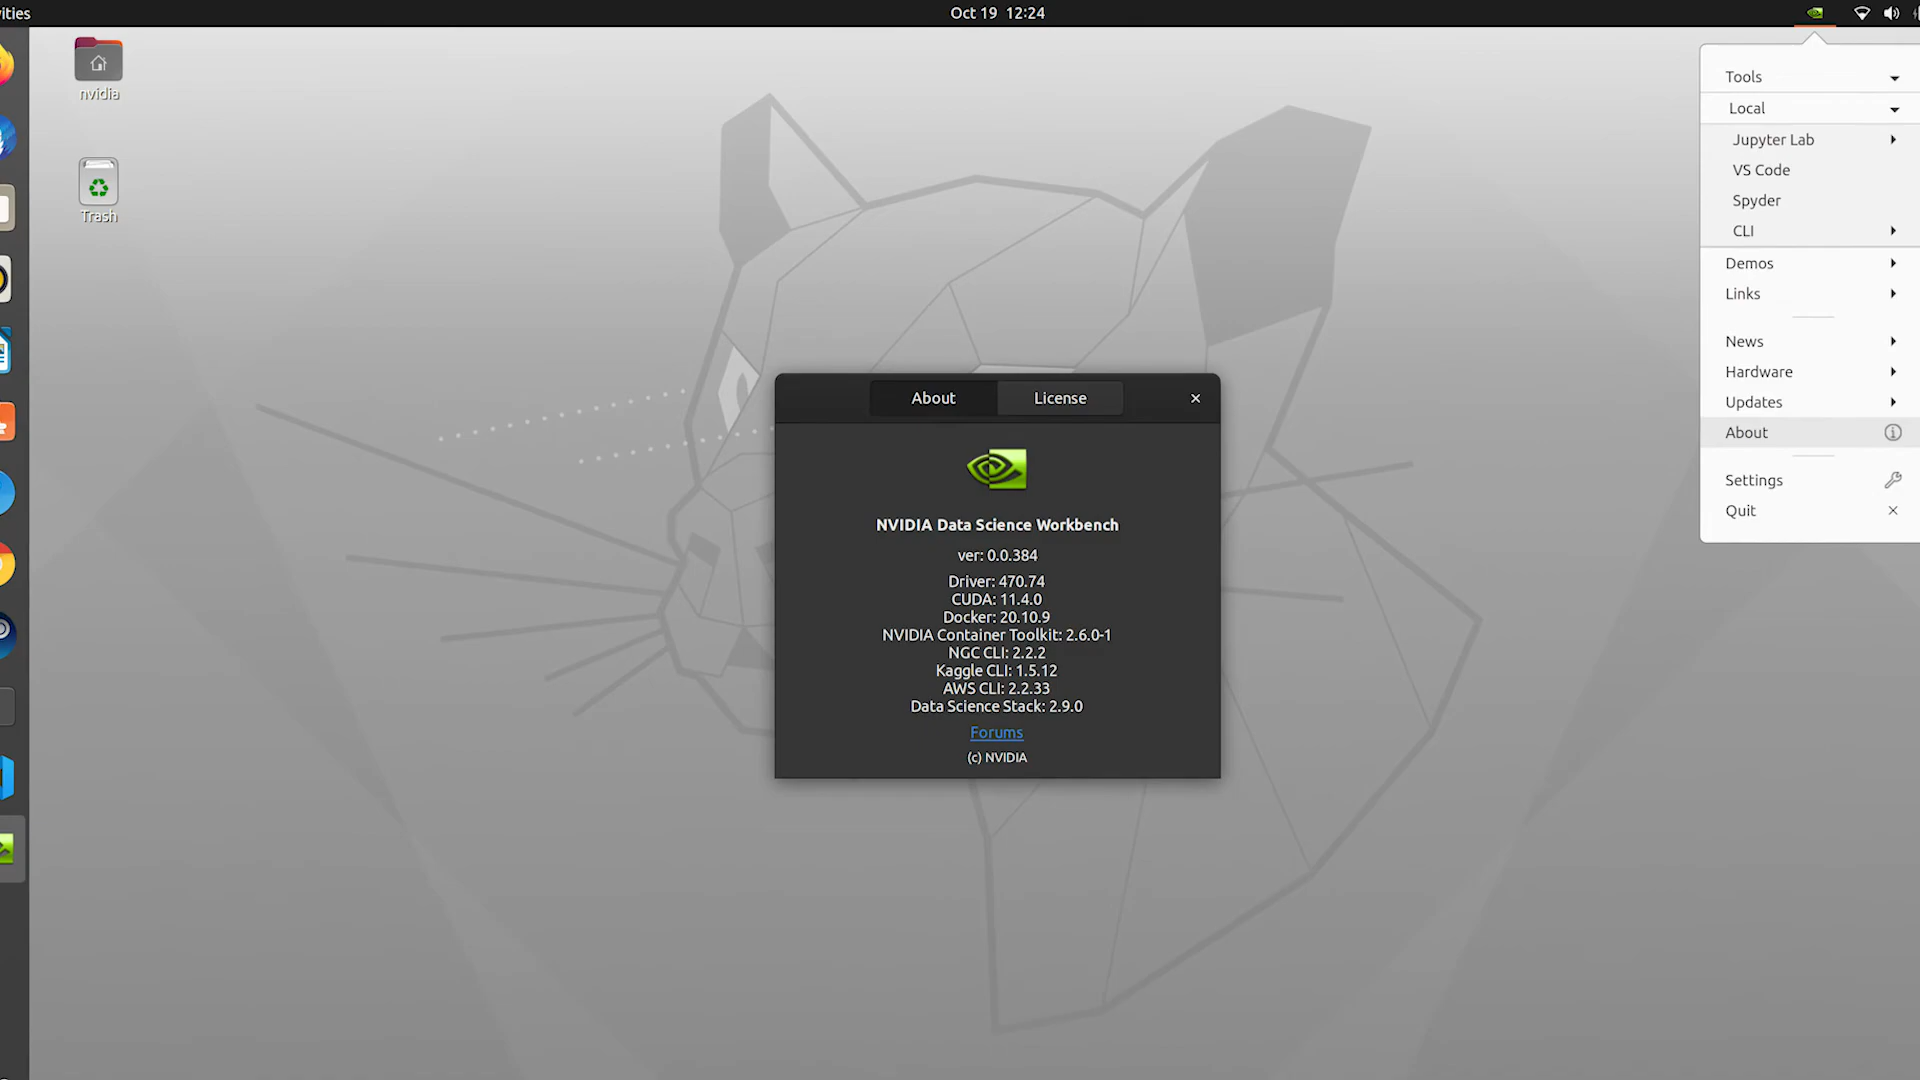 ities
Oct 19 12:24
nvidia
Trash
Tools
Local
Jupyter Lab
VS Code
Spyder
CLI
Demos
Links
News
Hardware
Updates
About
Settings
Quit
About
License
NVIDIA Data Science Workbench
ver: 0.0.384
Driver: 470.74
CUDA: 11.4.0
Docker: 20.10.9
NVIDIA Container Toolkit: 2.6.0-1
NGC CLI: 2.2.2
Kaggle CLI: 1.5.12
AWS CLI: 2.2.33
Data Science Stack: 2.9.0
Forums
(c) NVIDIA